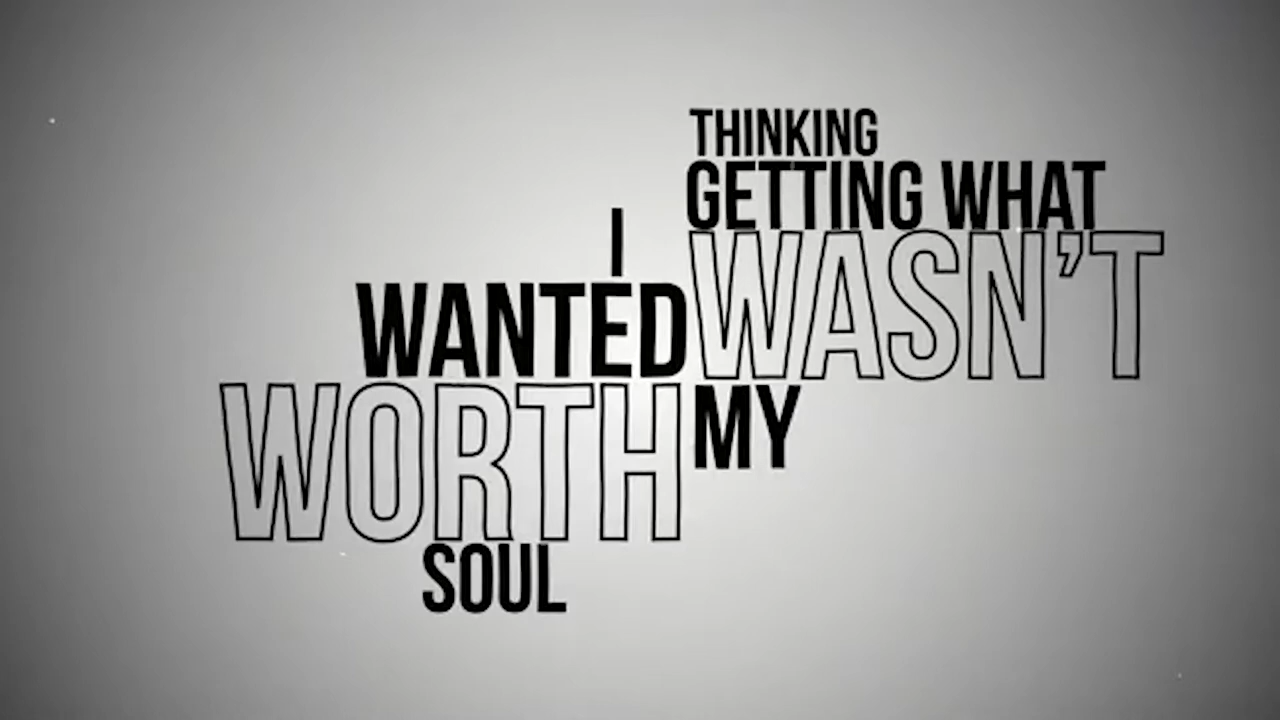 THINKING
GETTING WHAT
I
WANTED
WASN'T
WORTH
MY
SOUL